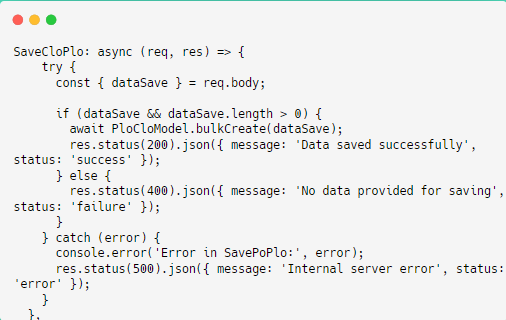 SaveCloPlo: async (req, res) => {
    try {
      const { dataSave } = req.body;

      if (dataSave && dataSave.length > 0) {
        await PloCloModel.bulkCreate(dataSave);
        res.status(200).json({ message: 'Data saved successfully',
status: 'success' });
      } else {
        res.status(400).json({ message: 'No data provided for saving',
status: 'failure' });
      }
    } catch (error) {
      console.error('Error in SavePoPlo:', error);
      res.status(500).json({ message: 'Internal server error', status:
'error' });
    }
  },